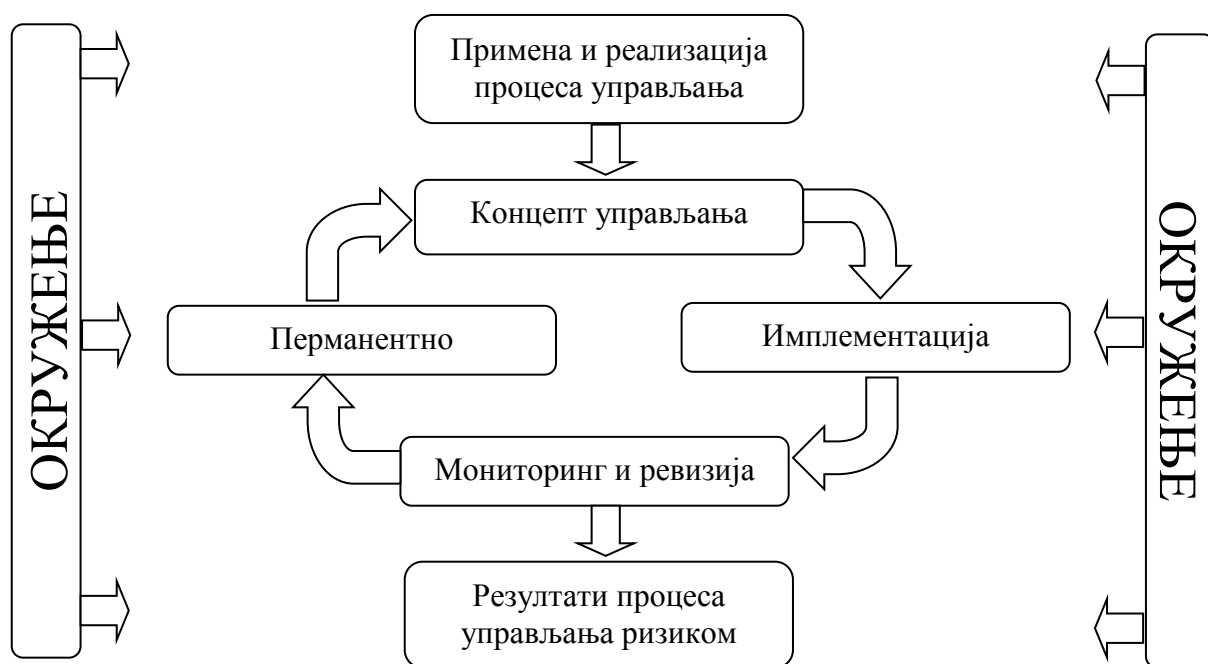 ОКРУЖЕЊЕ
Примена и реализација
процеса управљања
Концепт управљања
Перманентно
Имплементација
Мониторинг и ревизија
Резултати процеса
управљања ризиком
ОКРУЖЕЊЕ